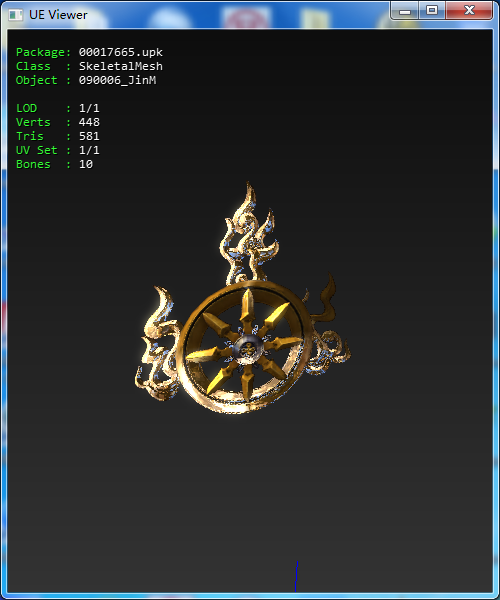 UE Viewer
Package: 00017665.upk
Class : SkeletalMesh
Object : 090006_JinM
LOD : 1/1
Verts : 448
Tris : 581
UV Set : 1/1
Bones : 10